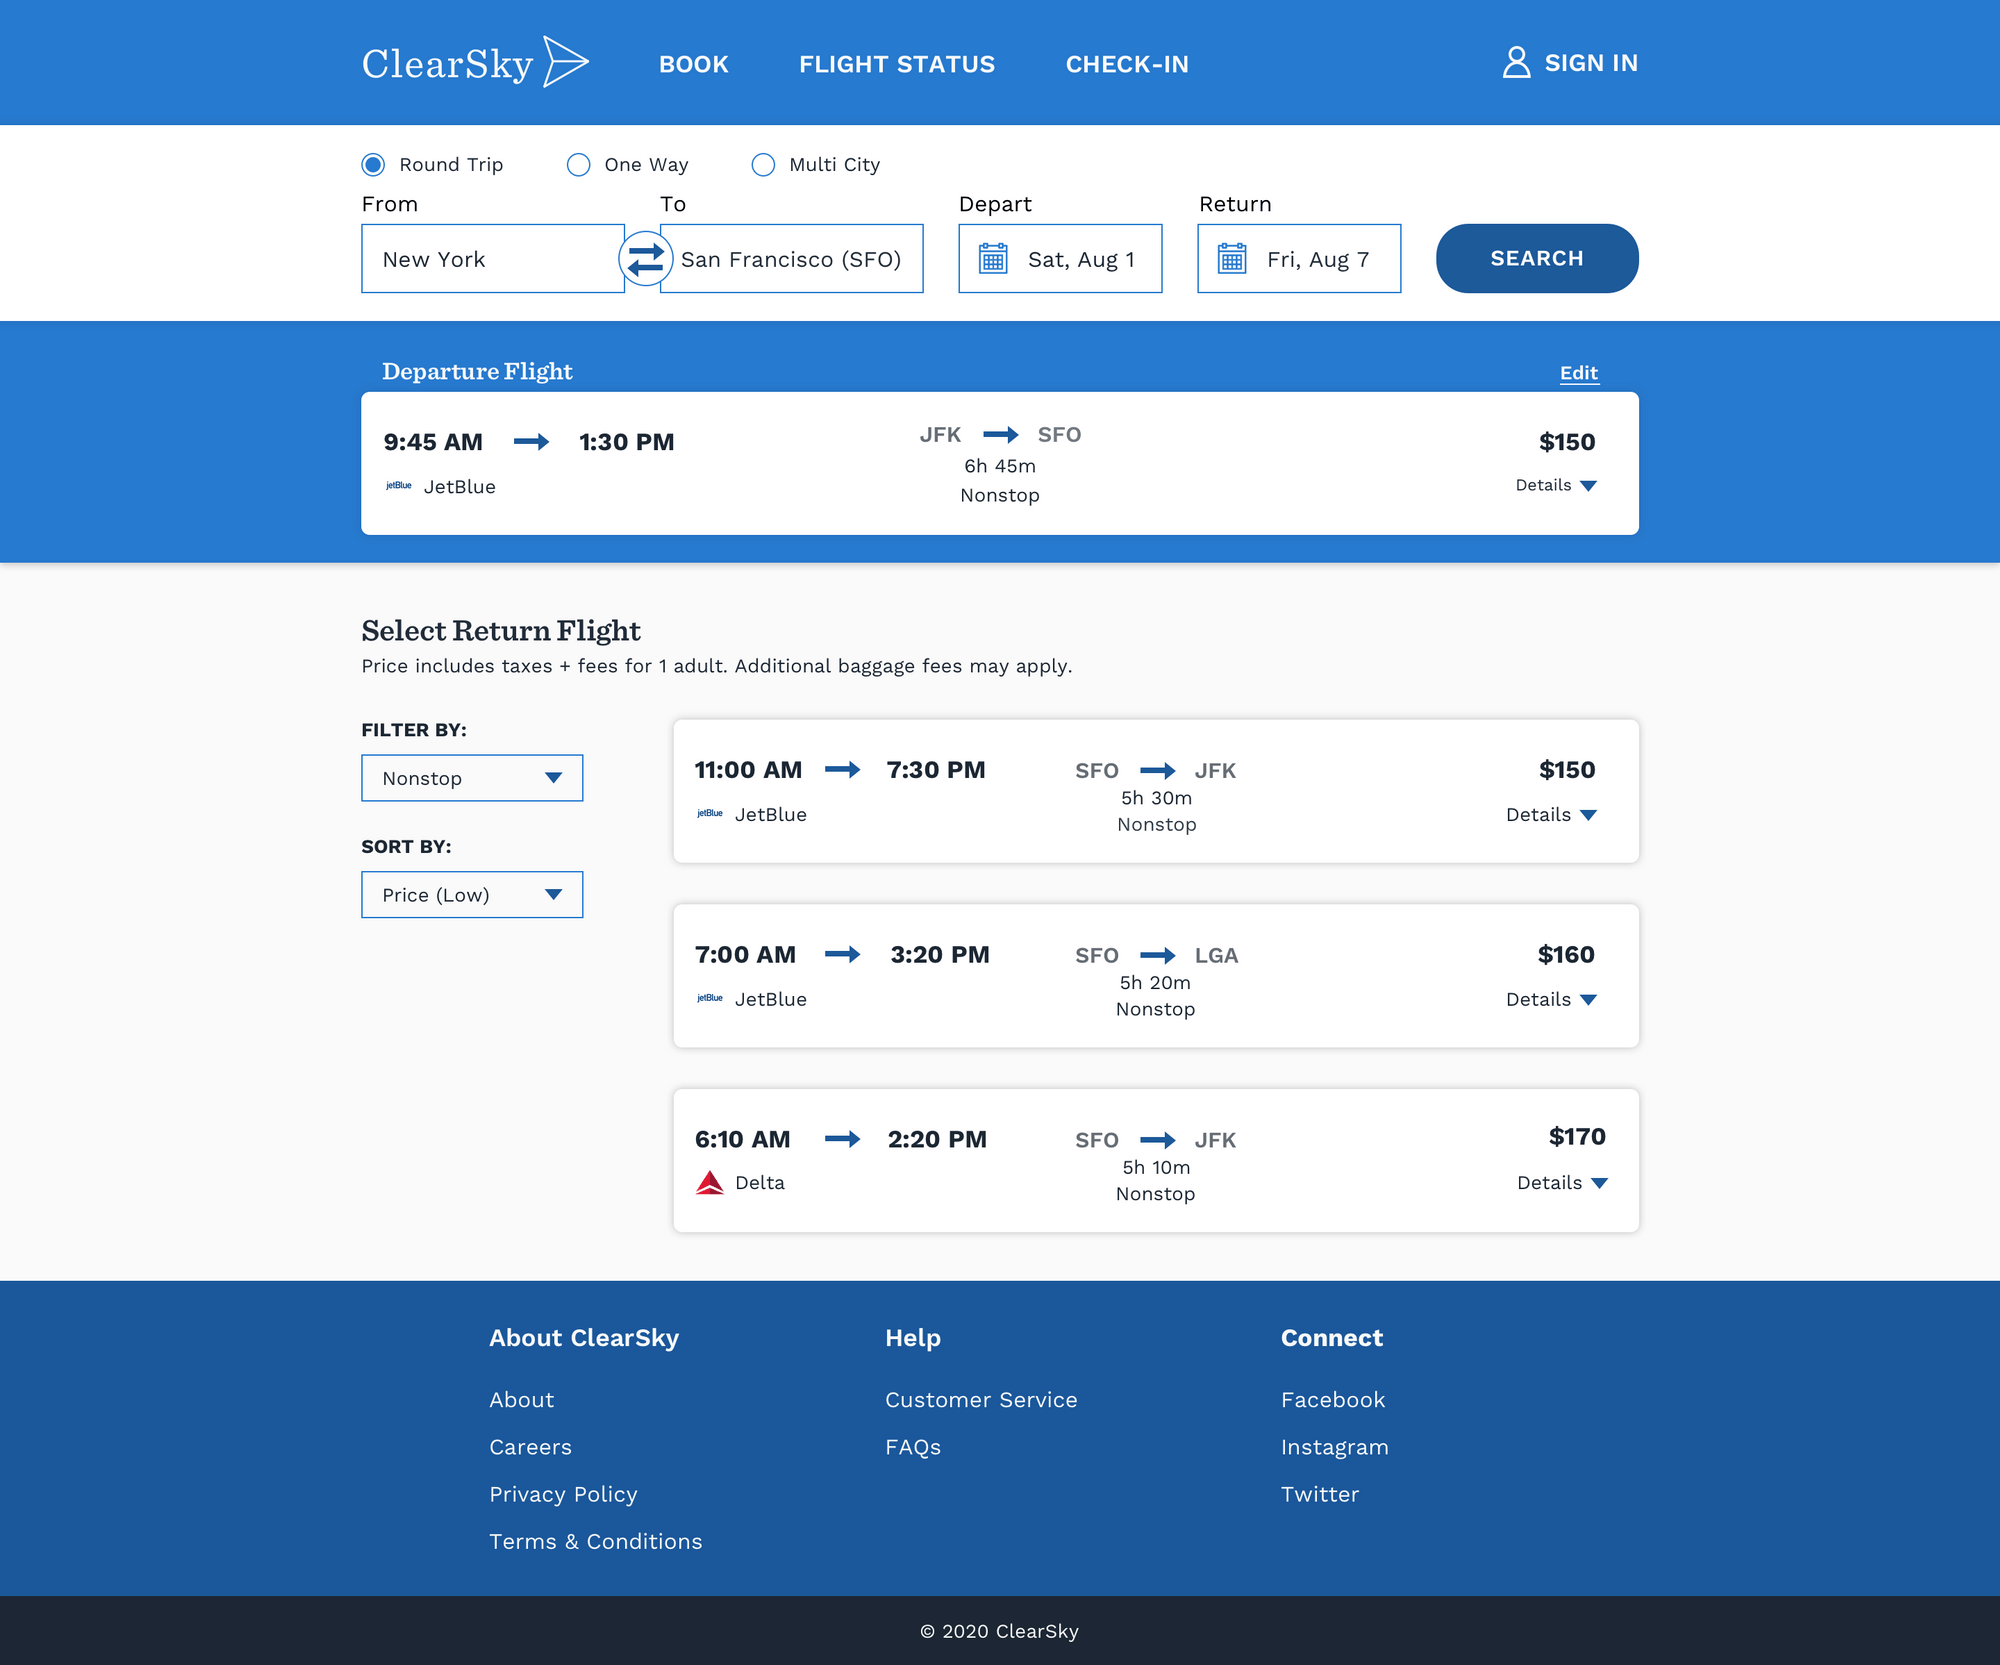 ClearSky BOOK FLIGHT STATUS CHECK-IN SIGN IN
Round Trip One Way Multi City
From To Depart Return
New York San Francisco (SFO) Sat, Aug 1 Fri, Aug 7 SEARCH
Departure Flight Edit
9:45 AM 1:30 PM JFK SFO $150
6h 45m
jetBlue JetBlue Details
Nonstop
Select Return Flight
Price includes taxes + fees for 1 adult. Additional baggage fees may apply.
FILTER BY:
Nonstop
SORT BY:
Price (Low)
11:00 AM 7:30 PM SFO JFK $150
5h 30m
jetBlue JetBlue Details
Nonstop
7:00 AM 3:20 PM SFO LGA $160
5h 20m
jetBlue JetBlue Details
Nonstop
6:10 AM 2:20 PM SFO JFK $170
5h 10m
Delta Details
Nonstop
About ClearSky Help Connect
About Customer Service Facebook
Careers FAQs Instagram
Privacy Policy Twitter
Terms & Conditions
© 2020 ClearSky